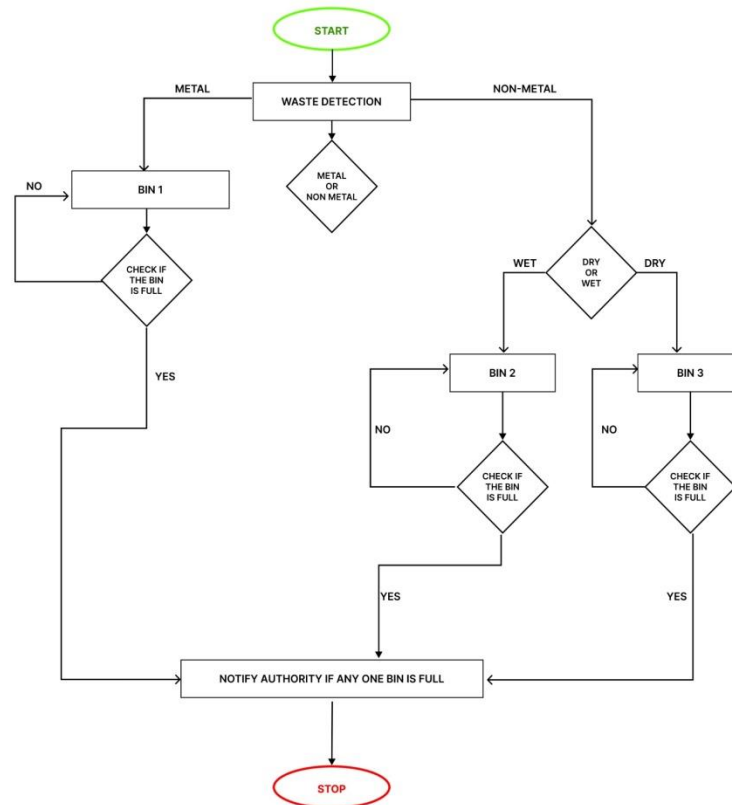 START
METAL
NON-METAL
WASTE DETECTION
METAL
OR
NON METAL
NO
BIN 1
CHECK IF
THE BIN
IS FULL
WET
DRY
OR
WET
DRY
YES
BIN 2
BIN 3
NO
NO
CHECK IF
THE BIN
IS FULL
CHECK IF
THE BIN
IS FULL
YES
YES
NOTIFY AUTHORITY IF ANY ONE BIN IS FULL
STOP